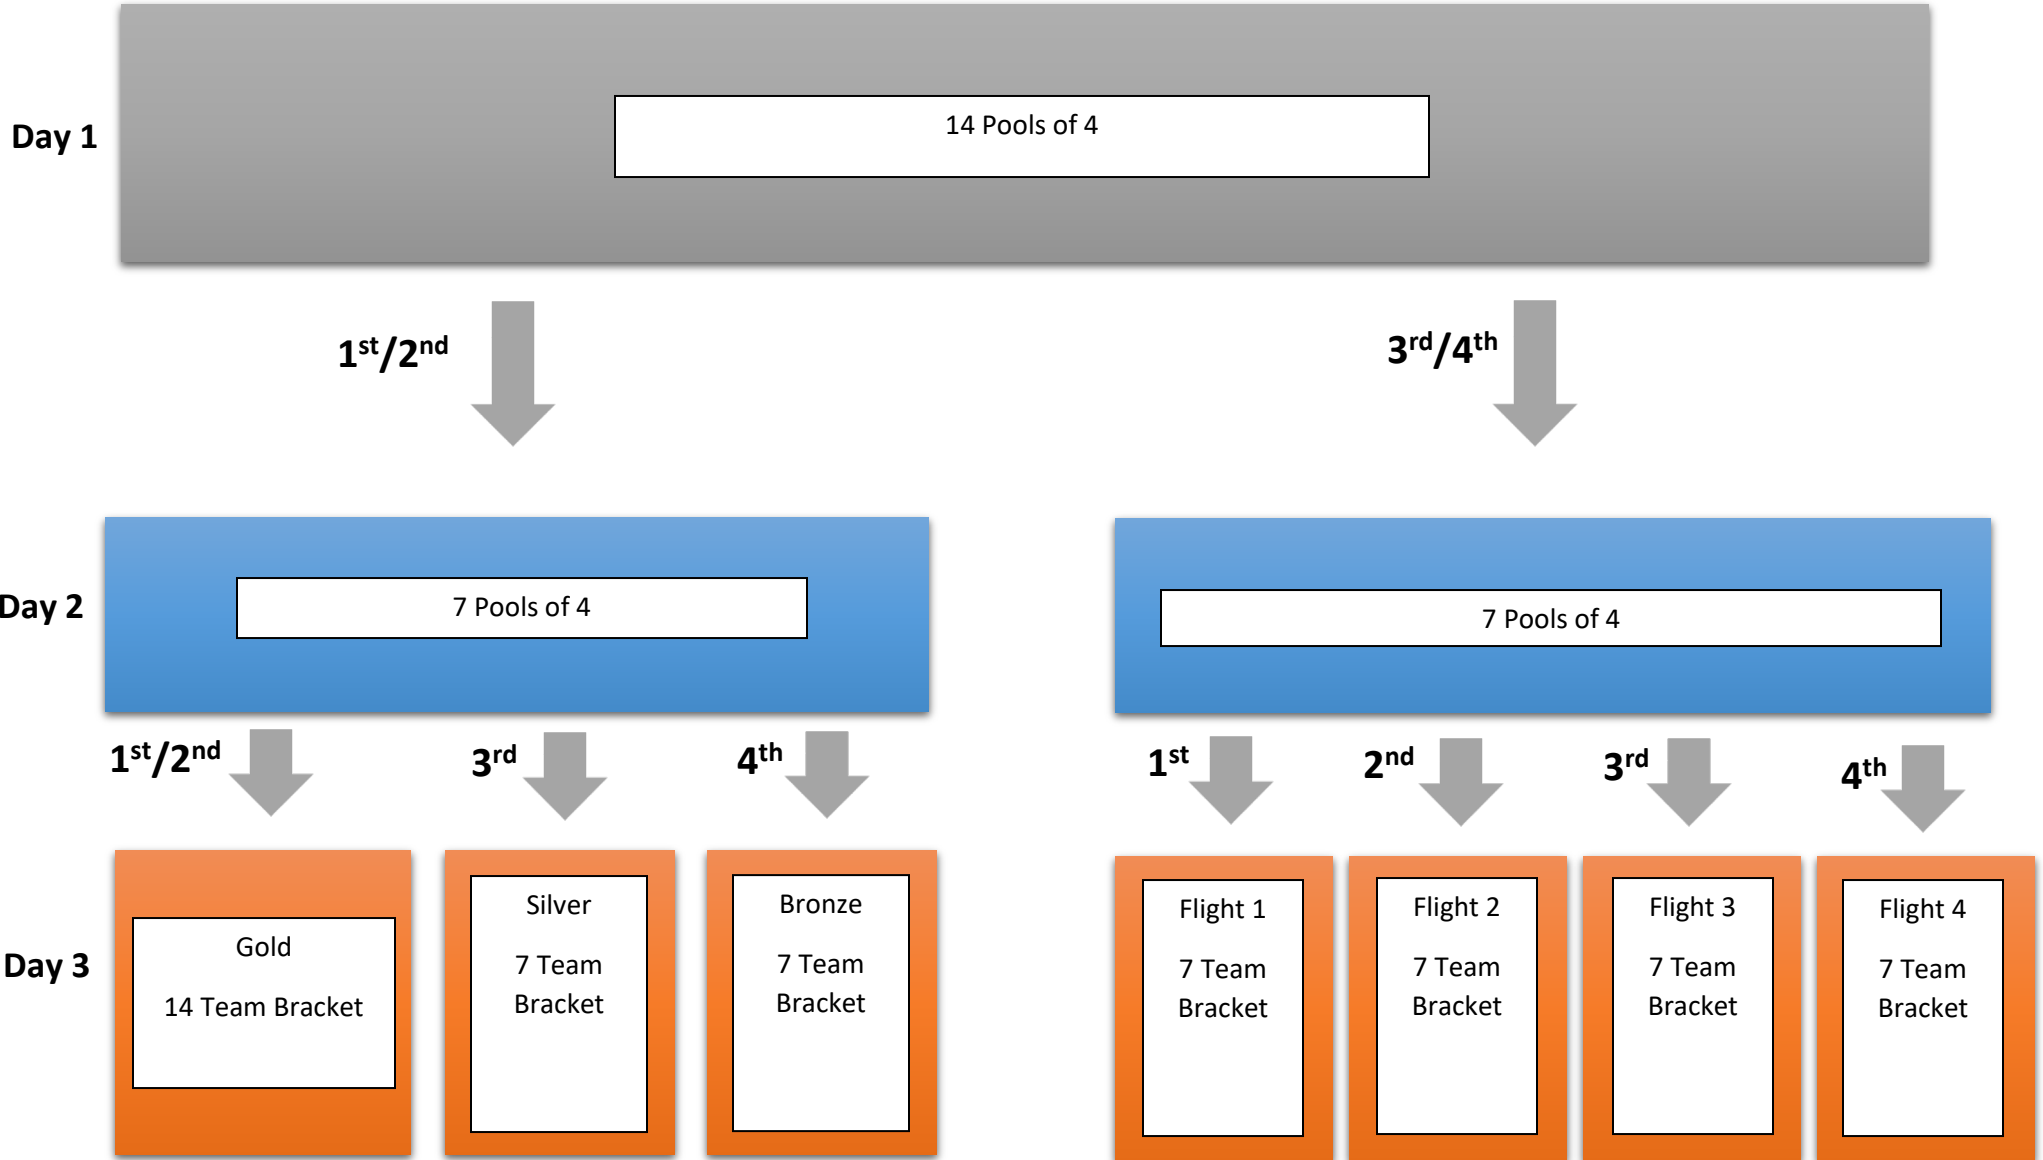 Day 1
14 Pools of 4
1st/2nd
3rd/4th
Day 2
7 Pools of 4
7 Pools of 4
1st/2nd
3rd
4th
1st
2nd
3rd
4th
Day 3
Gold
14 Team Bracket
Silver
7 Team
Bracket
Bronze
7 Team
Bracket
Flight 1
7 Team
Bracket
Flight 2
7 Team
Bracket
Flight 3
7 Team
Bracket
Flight 4
7 Team
Bracket